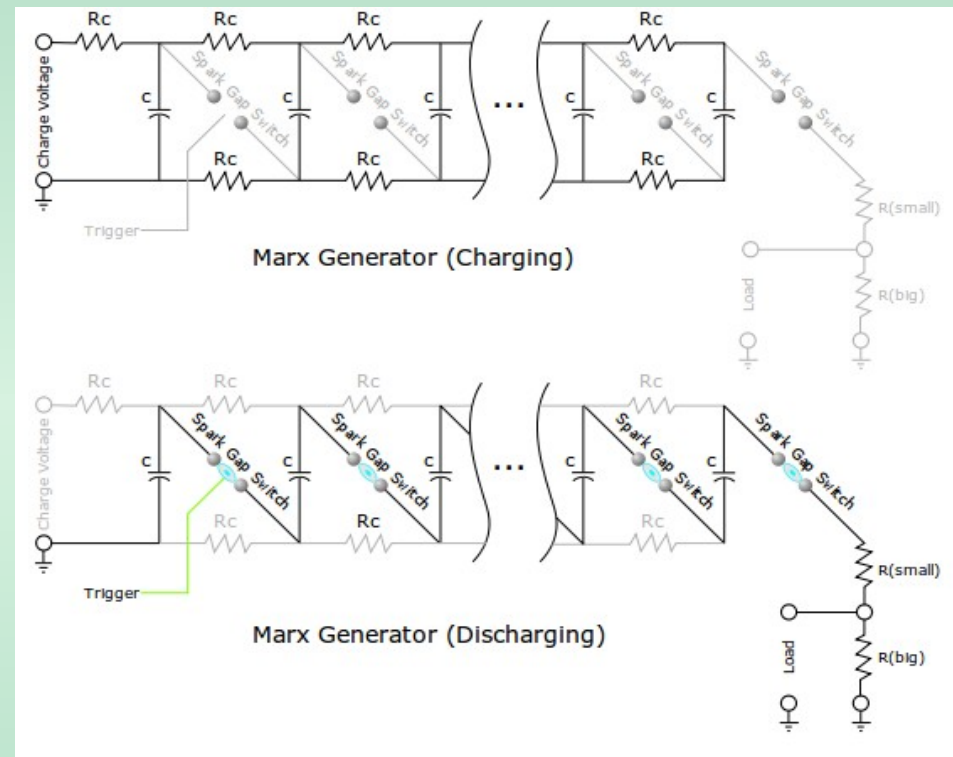 Rc Rc Rc Rc
Charge Voltage
C Spark Gap Switch C Spark Gap Switch C ... C Spark Gap Switch C Spark Gap Switch
Rc Rc Rc
Trigger
R(small)
Marx Generator (Charging)
Load
R(big)
Rc Rc Rc Rc
Charge Voltage
C Spark Gap Switch C Spark Gap Switch C ... C Spark Gap Switch C Spark Gap Switch
Rc Rc Rc
Trigger
R(small)
Marx Generator (Discharging)
Load
R(big)